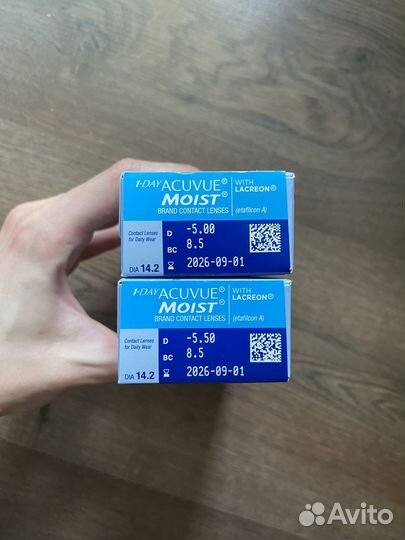 1·DAY ACUVUE® WITH
MOIST® LACREON®
BRAND CONTACT LENSES (etafilcon A)
Contact Lenses
for Daily Wear
D -5.00
BC 8.5
DIA 14.2 2026-09-01
1·DAY ACUVUE® WITH
MOIST® LACREON®
BRAND CONTACT LENSES (etafilcon A)
Contact Lenses
for Daily Wear
D -5.50
BC 8.5
DIA 14.2 2026-09-01
Avito